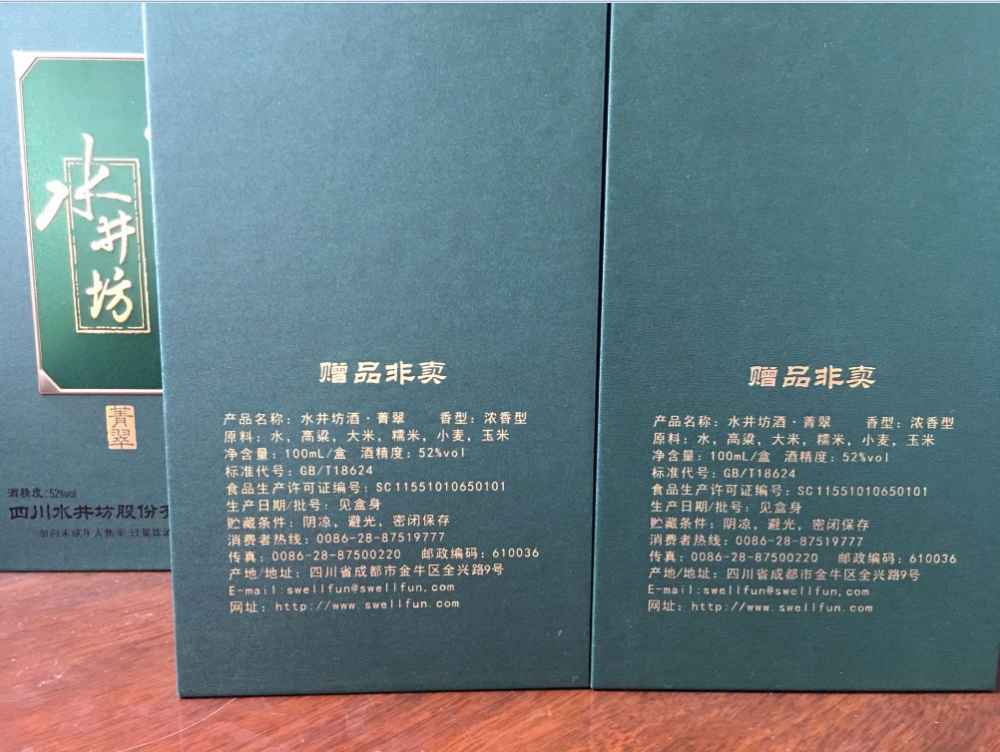 水井坊
菁翠
酒精度:52%vol
四川水井坊股份有
赠品非卖
产品名称：水井坊酒·菁翠 香型：浓香型
原料：水，高粱，大米，糯米，小麦，玉米
净含量：100mL/盒 酒精度：52%vol
标准代号：GB/T18624
食品生产许可证编号：SC11551010650101
生产日期/批号：见盒身
贮藏条件：阴凉，避光，密闭保存
消费者热线：0086-28-87519777
传真：0086-28-87500220 邮政编码：610036
产地/地址：四川省成都市金牛区全兴路9号
E-mail:swellfun@swellfun.com
网址：http://www.swellfun.com
赠品非卖
产品名称：水井坊酒·菁翠 香型：浓香型
原料：水，高粱，大米，糯米，小麦，玉米
净含量：100mL/盒 酒精度：52%vol
标准代号：GB/T18624
食品生产许可证编号：SC11551010650101
生产日期/批号：见盒身
贮藏条件：阴凉，避光，密闭保存
消费者热线：0086-28-87519777
传真：0086-28-87500220 邮政编码：610036
产地/地址：四川省成都市金牛区全兴路9号
E-mail:swellfun@swellfun.com
网址：http://www.swellfun.com